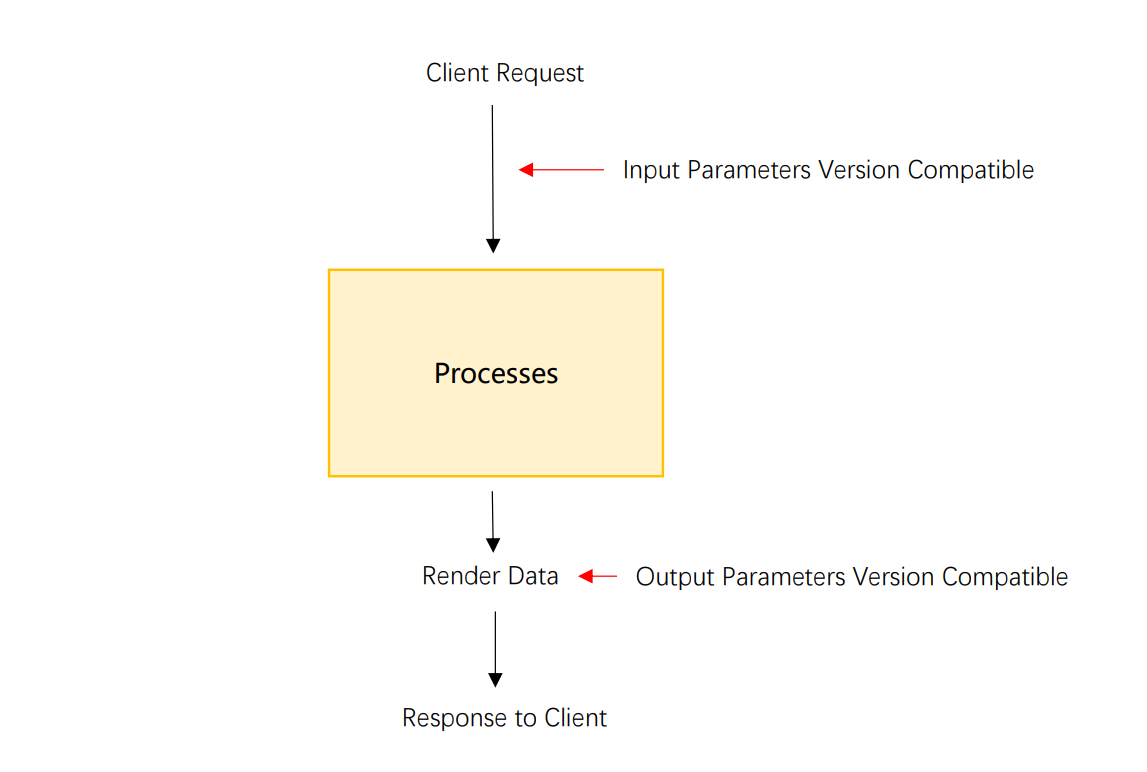 Client Request
Input Parameters Version Compatible
Processes
Render Data
Output Parameters Version Compatible
Response to Client